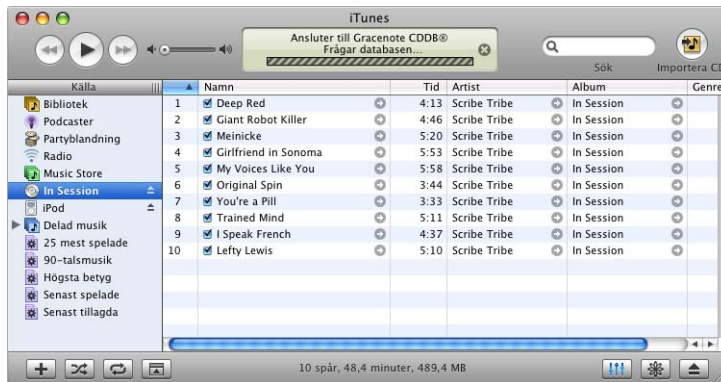 iTunes
Ansluter till Gracenote CDDB®
Frågar databasen...
Sök
Importera CD
Källa
Namn Tid Artist Album Genre
Bibliotek
Podcaster
Partyblandning
Radio
Music Store
In Session
iPod
Delad musik
25 mest spelade
90-talsmusik
Högsta betyg
Senast spelade
Senast tillagda
1 Deep Red 4:13 Scribe Tribe In Session
2 Giant Robot Killer 4:46 Scribe Tribe In Session
3 Meinicke 5:20 Scribe Tribe In Session
4 Girlfriend in Sonoma 5:53 Scribe Tribe In Session
5 My Voices Like You 5:58 Scribe Tribe In Session
6 Original Spin 3:44 Scribe Tribe In Session
7 You're a Pill 3:33 Scribe Tribe In Session
8 Trained Mind 5:11 Scribe Tribe In Session
9 I Speak French 4:37 Scribe Tribe In Session
10 Lefty Lewis 5:10 Scribe Tribe In Session
10 spår, 48,4 minuter, 489,4 MB